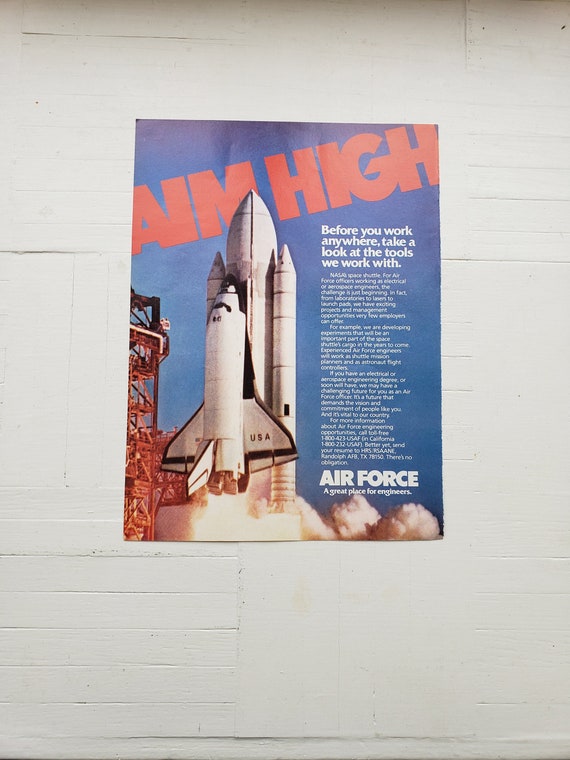 AIM HIGH
Before you work
anywhere, take a
look at the tools
we work with.
NASA's space shuttle. For Air
Force officers working as electrical
or aerospace engineers, the
challenge is just beginning. In fact,
from laboratories to lasers to
launch pads, we have exciting
projects and management
opportunities very few employers
can offer.
For example, we are developing
experiments that will be an
important part of the space
shuttle's cargo in the years to come.
Experienced Air Force engineers
will work as shuttle mission
planners and as astronaut flight
controllers.
If you have an electrical or
aerospace engineering degree, or
soon will have, we may have a
challenging future for you as an Air
Force officer. It's a future that
demands the vision and
commitment of people like you.
And it's vital to our country.
For more information
about Air Force engineering
opportunities, call toll-free
1-800-423-USAF (in California
1-800-232-USAF). Better yet, send
your resume to HRS/RSAANE,
Randolph AFB, TX 78150. There's no
obligation.
USA
AIR FORCE
A great place for engineers.